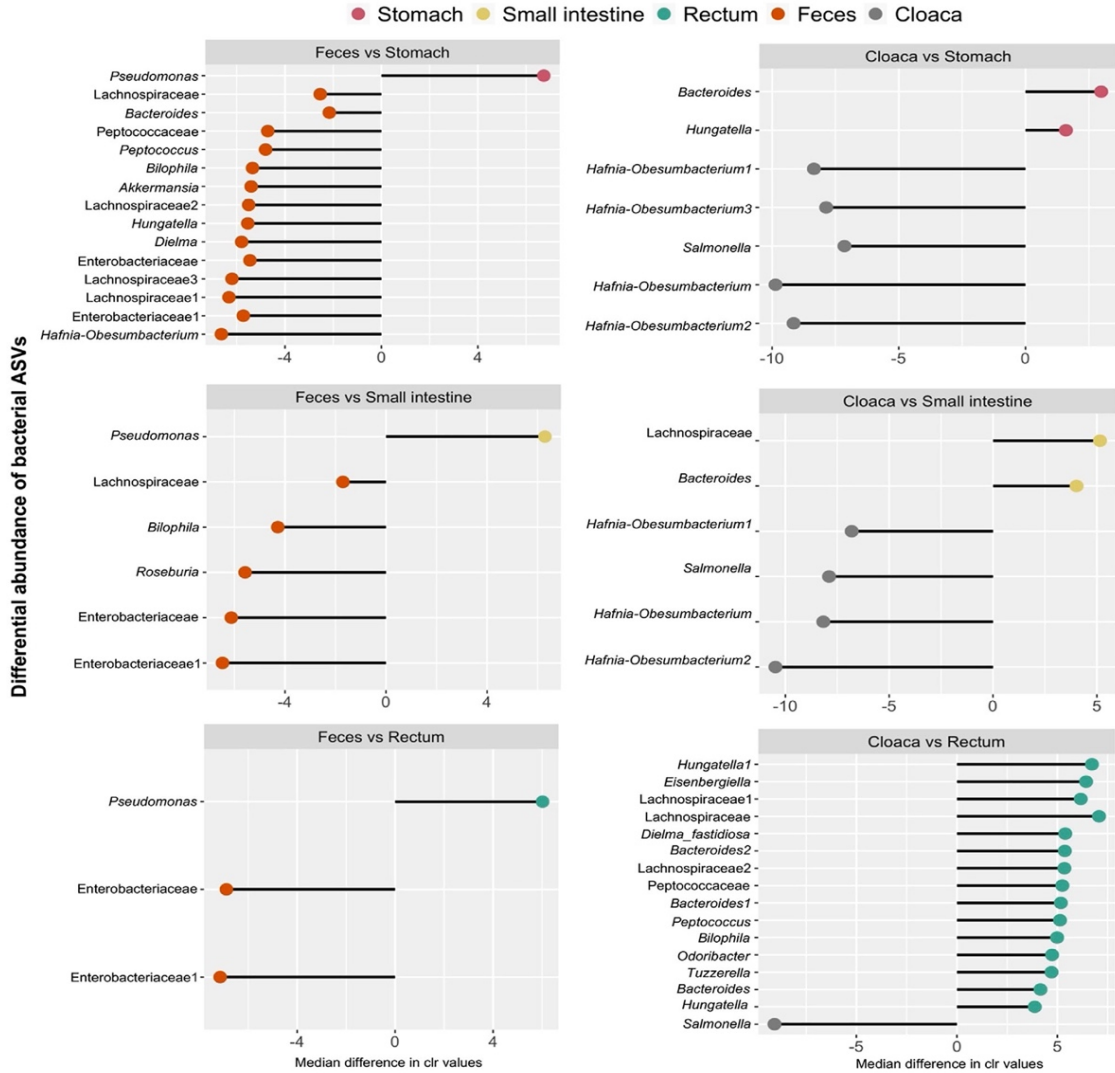 Stomach Small intestine Rectum Feces Cloaca
Differential abundance of bacterial ASVs
Feces vs Stomach
Pseudomonas
Lachnospiraceae
Bacteroides
Peptococcaceae
Peptococcus
Bilophila
Akkermansia
Lachnospiraceae2
Hungatella
Dielma
Enterobacteriaceae
Lachnospiraceae3
Lachnospiraceae1
Enterobacteriaceae1
Hafnia-Obesumbacterium
-4 0 4
Cloaca vs Stomach
Bacteroides
Hungatella
Hafnia-Obesumbacterium1
Hafnia-Obesumbacterium3
Salmonella
Hafnia-Obesumbacterium
Hafnia-Obesumbacterium2
-10 -5 0
Feces vs Small intestine
Pseudomonas
Lachnospiraceae
Bilophila
Roseburia
Enterobacteriaceae
Enterobacteriaceae1
-4 0 4
Cloaca vs Small intestine
Lachnospiraceae
Bacteroides
Hafnia-Obesumbacterium1
Salmonella
Hafnia-Obesumbacterium
Hafnia-Obesumbacterium2
-10 -5 0 5
Feces vs Rectum
Pseudomonas
Enterobacteriaceae
Enterobacteriaceae1
-4 0 4
Median difference in clr values
Cloaca vs Rectum
Hungatella1
Eisenbergiella
Lachnospiraceae1
Lachnospiraceae
Dielma_fastidiosa
Bacteroides2
Lachnospiraceae2
Peptococcaceae
Bacteroides1
Peptococcus
Bilophila
Odoribacter
Tuzzerella
Bacteroides
Hungatella
Salmonella
-5 0 5
Median difference in clr values